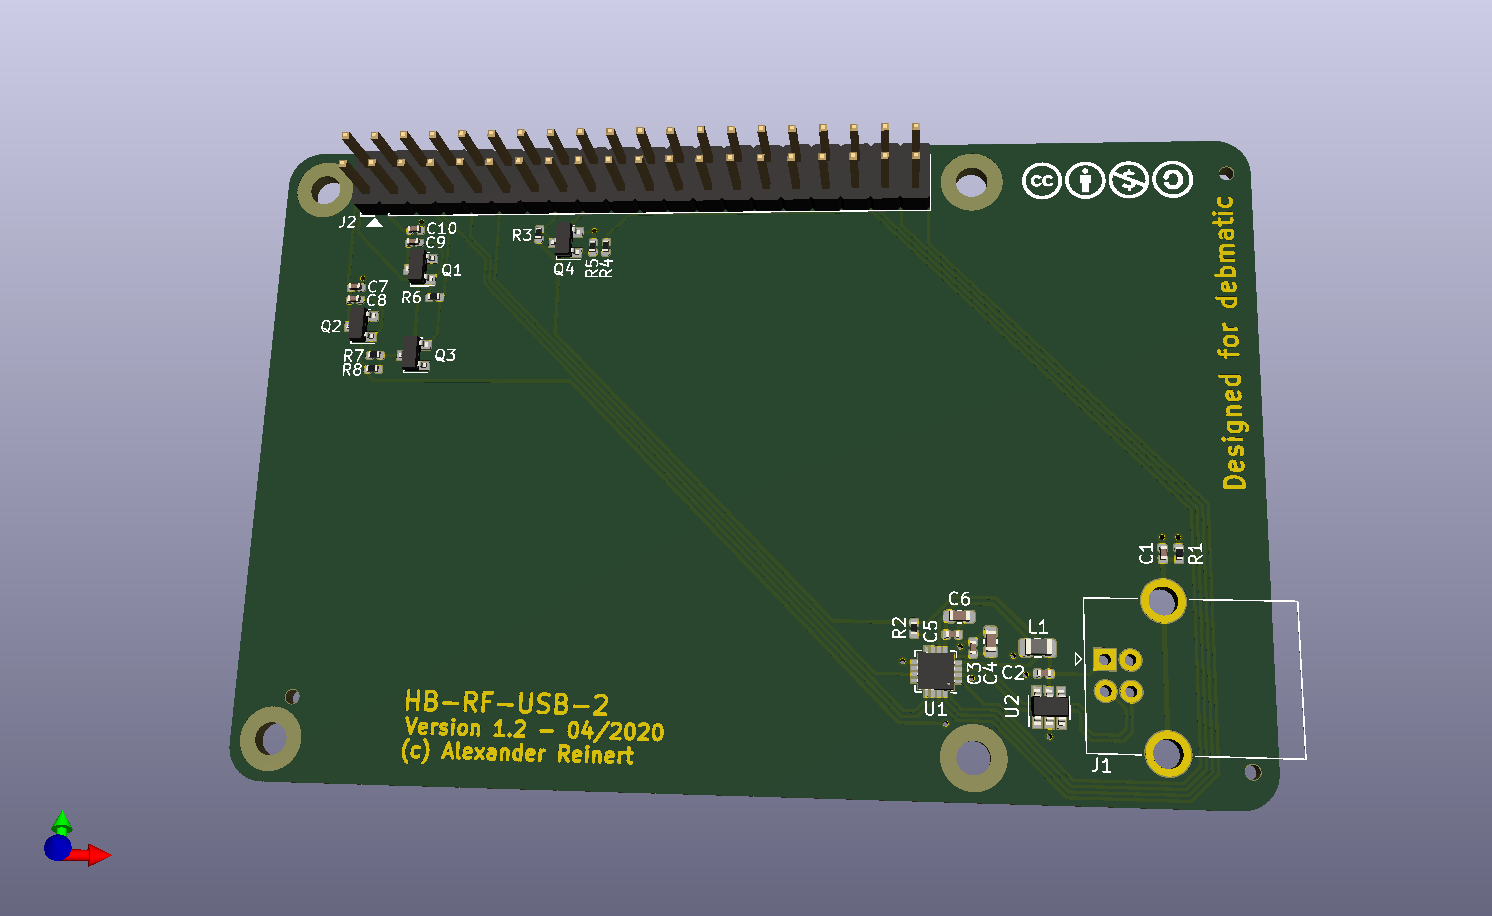 cc
J2
C10
C9
Q1
R6
C7
C8
Q2
R7
R8
Q3
R3
Q4
R5
R4
Designed for debmatic
C1
R1
R2
C5
C6
C3
C4
L1
C2
U1
U2
J1
HB-RF-USB-2
Version 1.2 - 04/2020
(c) Alexander Reinert